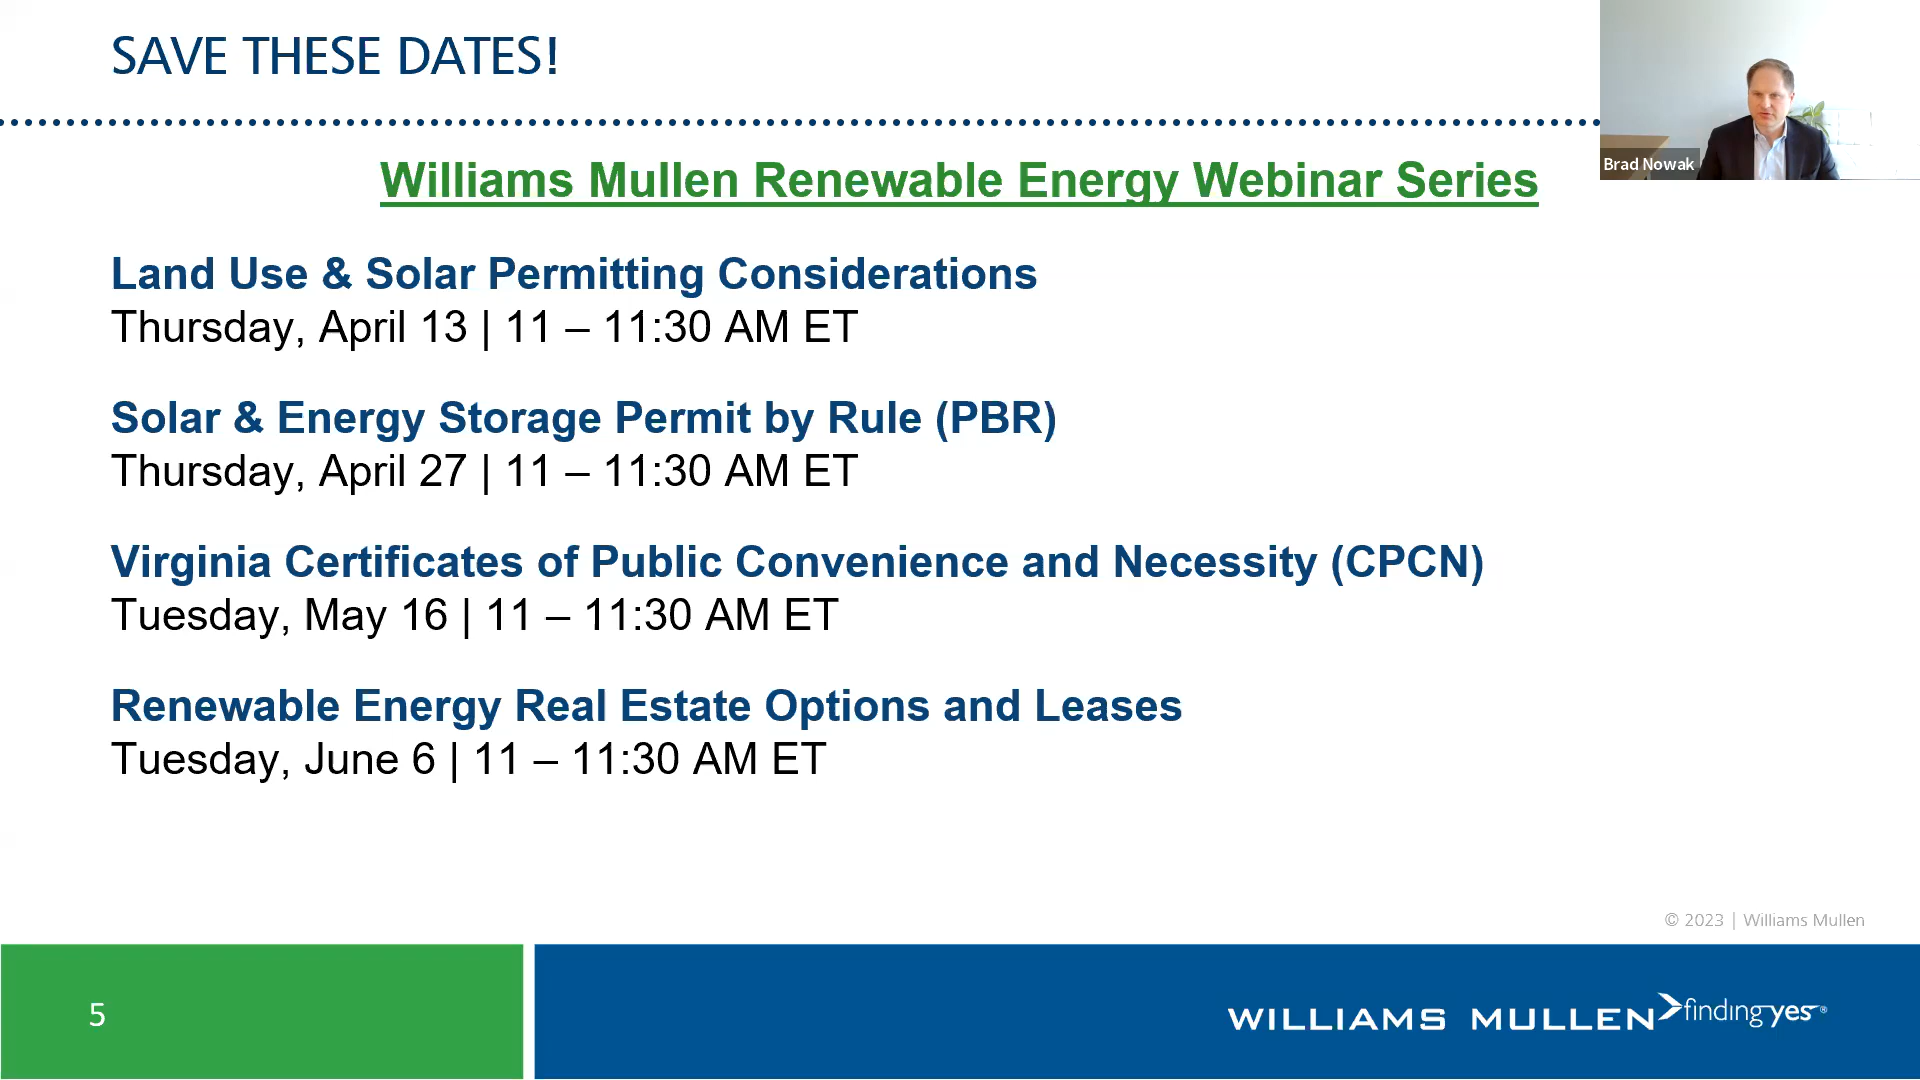 SAVE THESE DATES!
Brad Nowak
Williams Mullen Renewable Energy Webinar Series
Land Use & Solar Permitting Considerations
Thursday, April 13 | 11 – 11:30 AM ET
Solar & Energy Storage Permit by Rule (PBR)
Thursday, April 27 | 11 – 11:30 AM ET
Virginia Certificates of Public Convenience and Necessity (CPCN)
Tuesday, May 16 | 11 – 11:30 AM ET
Renewable Energy Real Estate Options and Leases
Tuesday, June 6 | 11 – 11:30 AM ET
© 2023 | Williams Mullen
5
WILLIAMS MULLEN finding yes®